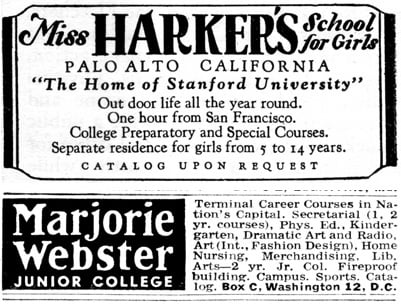 Miss HARKER'S School for Girls
PALO ALTO CALIFORNIA
"The Home of Stanford University"
Out door life all the year round.
One hour from San Francisco.
College Preparatory and Special Courses.
Separate residence for girls from 5 to 14 years.
CATALOG UPON REQUEST
Marjorie
Webster
JUNIOR COLLEGE
Terminal Career Courses in Na-
tion's Capital. Secretarial (1, 2
yr. courses), Phys. Ed., Kinder-
garten, Dramatic Art and Radio,
Art (Int., Fashion Design), Home
Nursing, Merchandising, Lib.
Arts—2 yr. Jr. Col. Fireproof
building. Campus. Sports. Cata-
log. Box C, Washington 12, D.C.